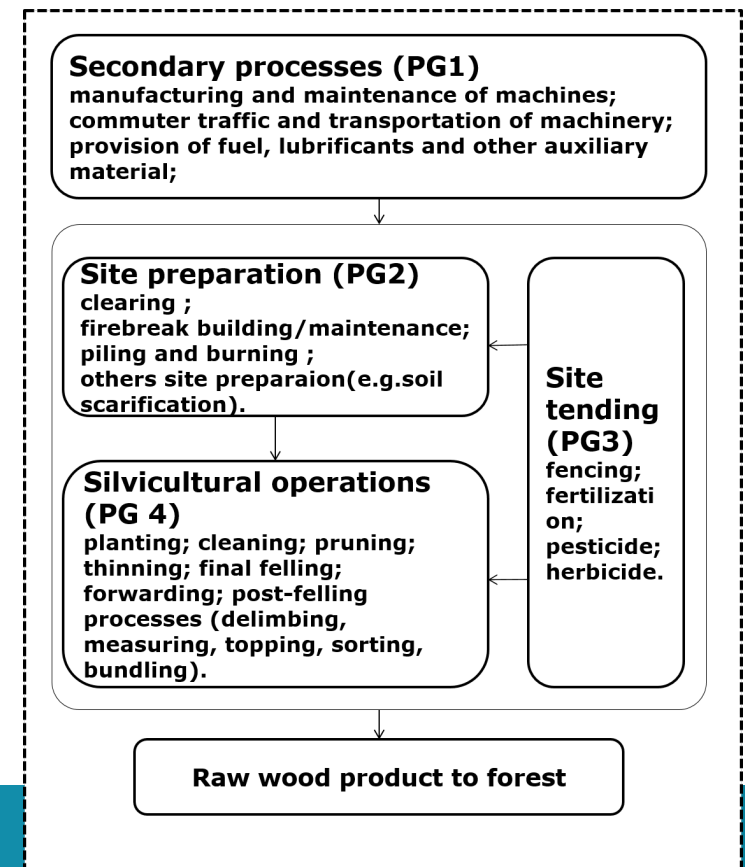 Secondary processes (PG1)
manufacturing and maintenance of machines;
commuter traffic and transportation of machinery;
provision of fuel, lubrificants and other auxiliary
material;
Site preparation (PG2)
clearing ;
firebreak building/maintenance;
piling and burning ;
others site preparaion(e.g.soil
scarification).
Site
tending
(PG3)
fencing;
fertilizati
on;
pesticide;
herbicide.
Silvicultural operations
(PG 4)
planting; cleaning; pruning;
thinning; final felling;
forwarding; post-felling
processes (delimbing,
measuring, topping, sorting,
bundling).
Raw wood product to forest